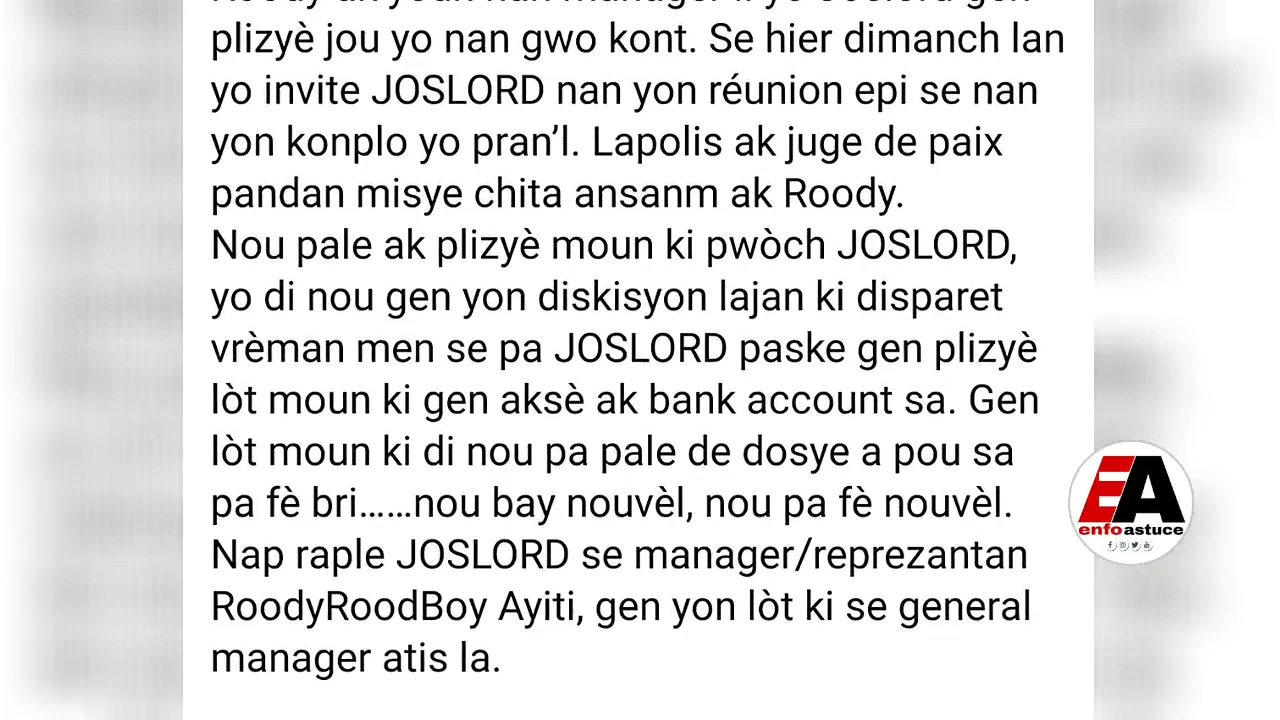 plizyè jou yo nan gwo kont. Se hier dimanch lan
yo invite JOSLORD nan yon réunion epi se nan
yon konplo yo pran’l. Lapolis ak juge de paix
pandan misye chita ansanm ak Roody.
Nou pale ak plizyè moun ki pwòch JOSLORD,
yo di nou gen yon diskisyon lajan ki disparet
vrèman men se pa JOSLORD paske gen plizyè
lòt moun ki gen aksè ak bank account sa. Gen
lòt moun ki di nou pa pale de dosye a pou sa
pa fè bri......nou bay nouvèl, nou pa fè nouvèl.
Nap raple JOSLORD se manager/reprezantan
RoodyRoodBoy Ayiti, gen yon lòt ki se general
manager atis la.
EA
enfoastuce